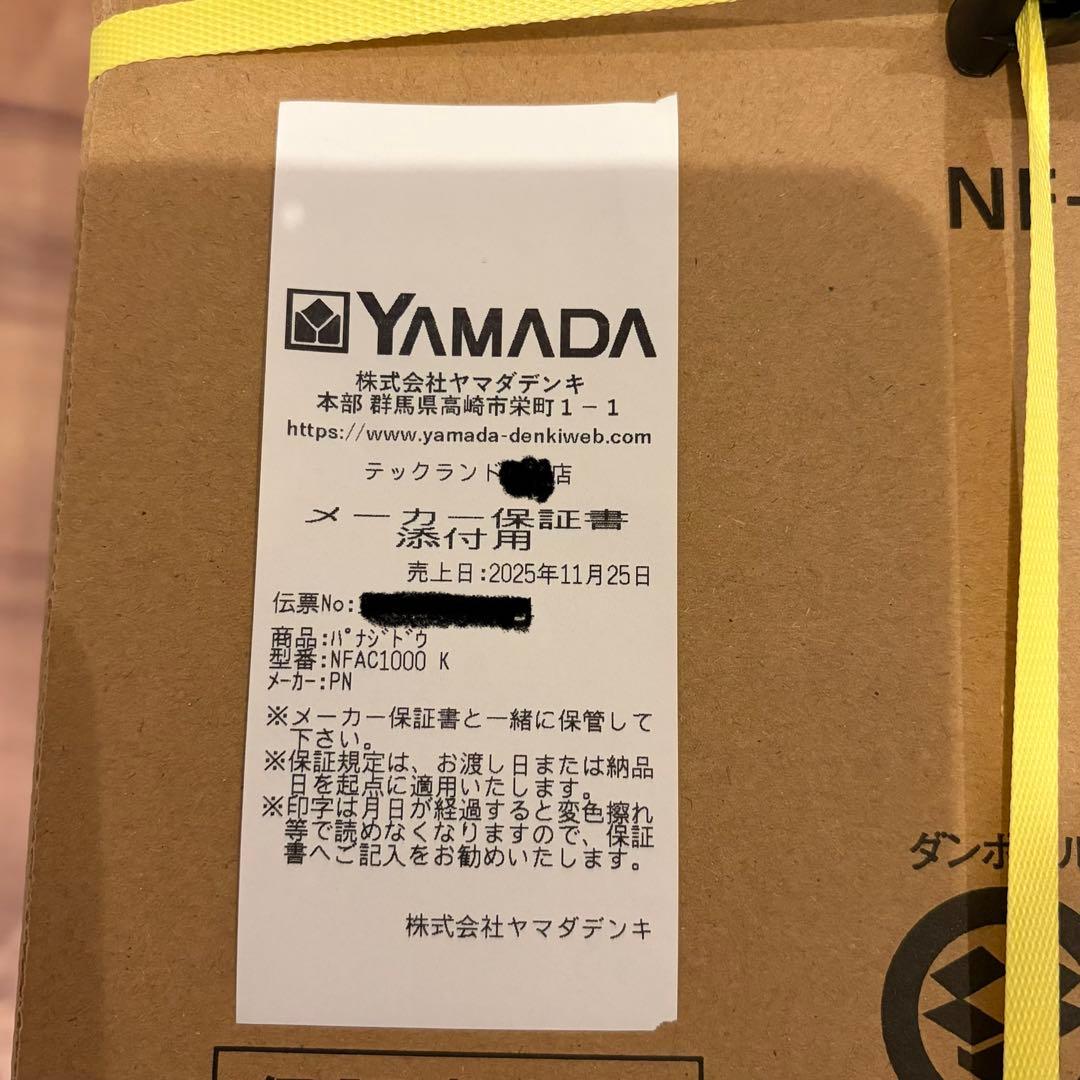 YAMADA
株式会社ヤマダデンキ
本部 群馬県高崎市栄町1-1
https://www.yamada-denkiweb.com
テックランド 店
メーカー保証書
添付用
売上日:2025年11月25日
伝票No:
商品:ﾊﾟﾅｼﾞﾄﾞｳ
型番:NFAC1000 K
ﾒｰｶｰ:PN
※メーカー保証書と一緒に保管して
下さい。
※保証規定は、お渡し日または納品
日を起点に適用いたします。
※印字は月日が経過すると変色擦れ
等で読めなくなりますので、保証
書へご記入をお勧めいたします。
株式会社ヤマダデンキ
NF-
ダンボール